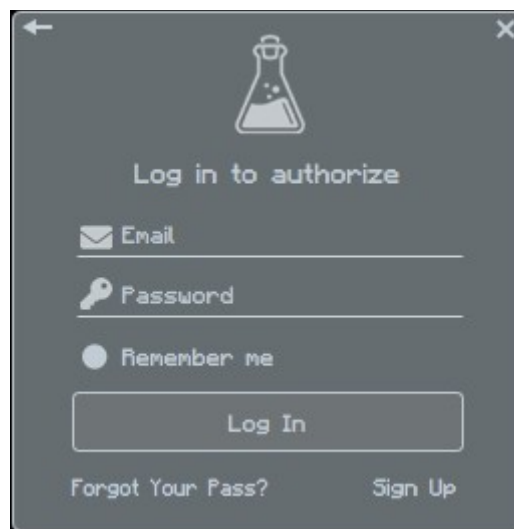 Log in to authorize
Email
Password
Remember me
Log In
Forgot Your Pass? Sign Up